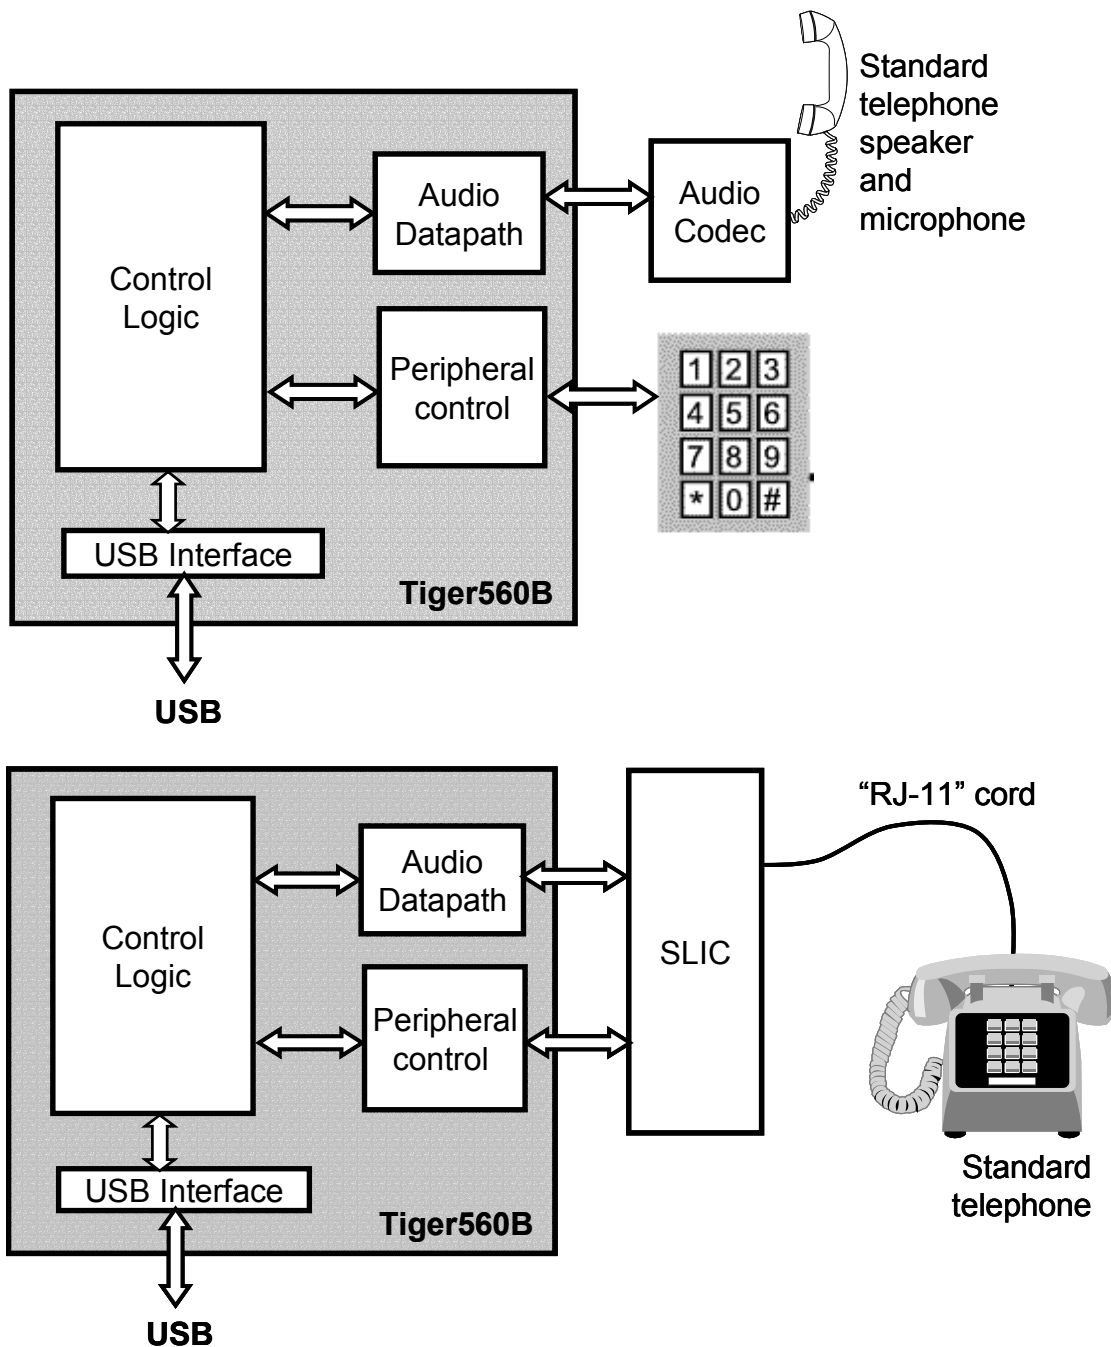 Standard
telephone
speaker
and
microphone
Audio
Datapath
Audio
Codec
Control
Logic
Peripheral
control
1 2 3
4 5 6
7 8 9
* 0 #
USB Interface
Tiger560B
USB
"RJ-11" cord
Audio
Datapath
Control
Logic
SLIC
Peripheral
control
USB Interface
Tiger560B
Standard
telephone
USB